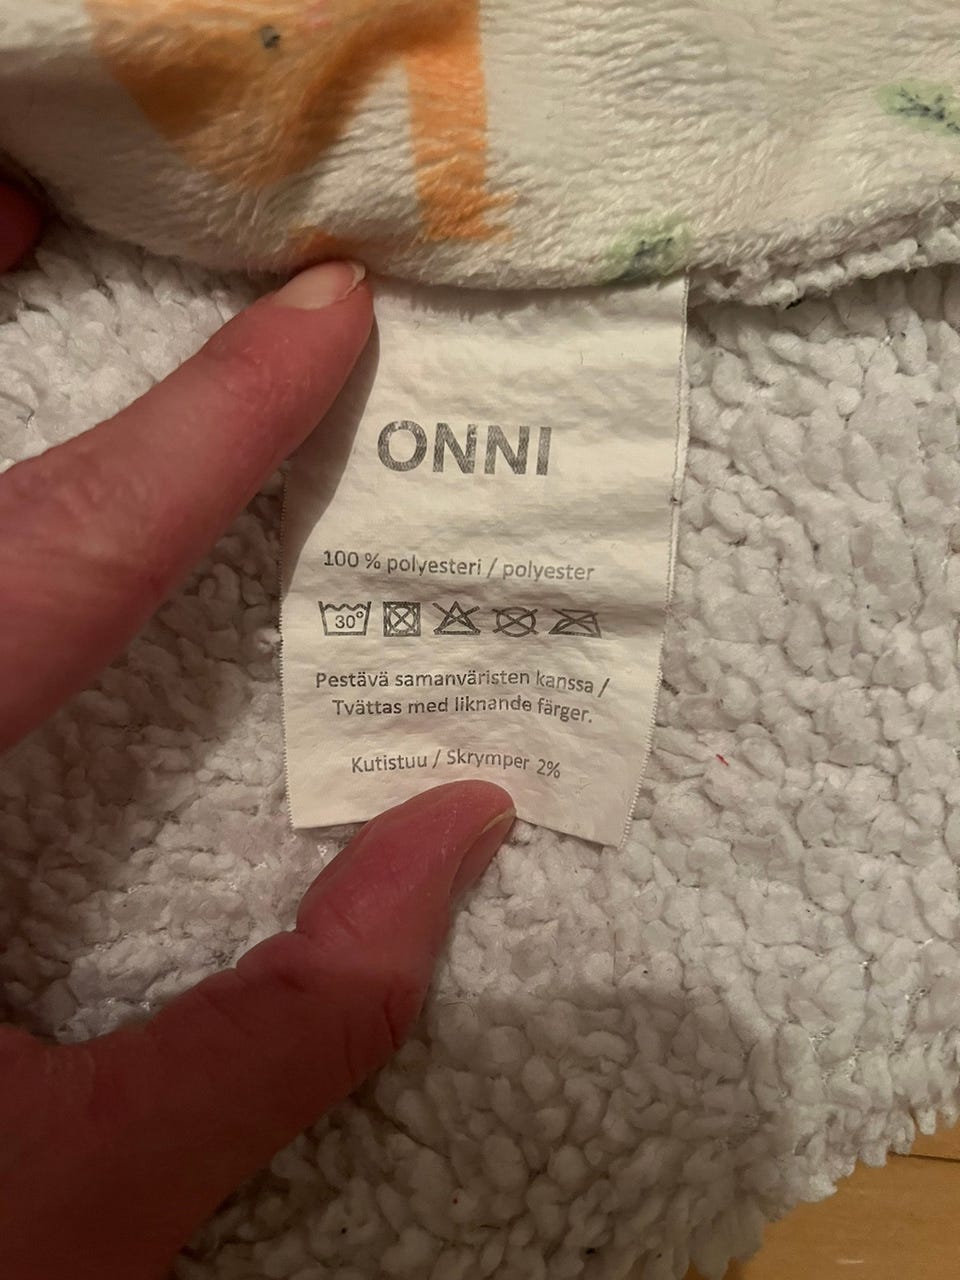 ONNI
100 % polyesteri / polyester
30°
Pestävä samanväristen kanssa /
Tvättas med liknande färger.
Kutistuu / Skrymper 2%